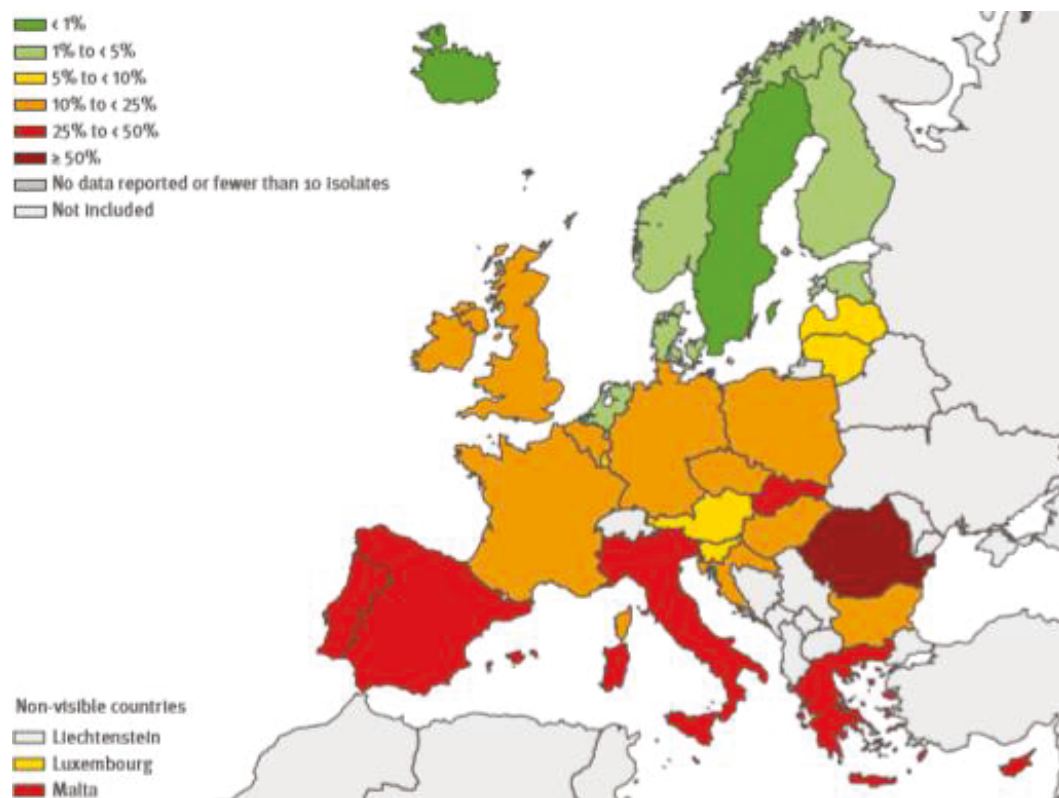 < 1%
1% to < 5%
5% to < 10%
10% to < 25%
25% to < 50%
≥ 50%
No data reported or fewer than 10 isolates
Not included
Non-visible countries
Liechtenstein
Luxembourg
Malta